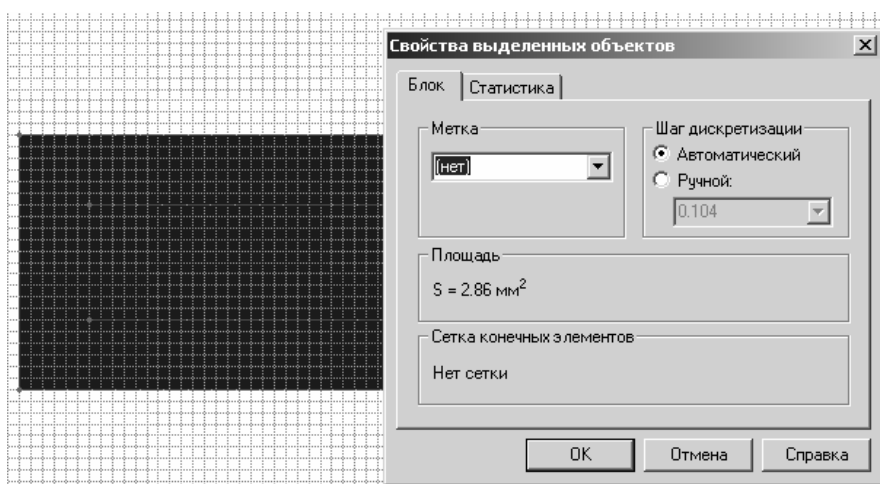 Свойства выделенных объектов
Блок
Статистика
Метка
(нет)
Шаг дискретизации
Автоматический
Ручной:
0.104
Площадь
S = 2.86 мм²
Сетка конечных элементов
Нет сетки
OK
Отмена
Справка